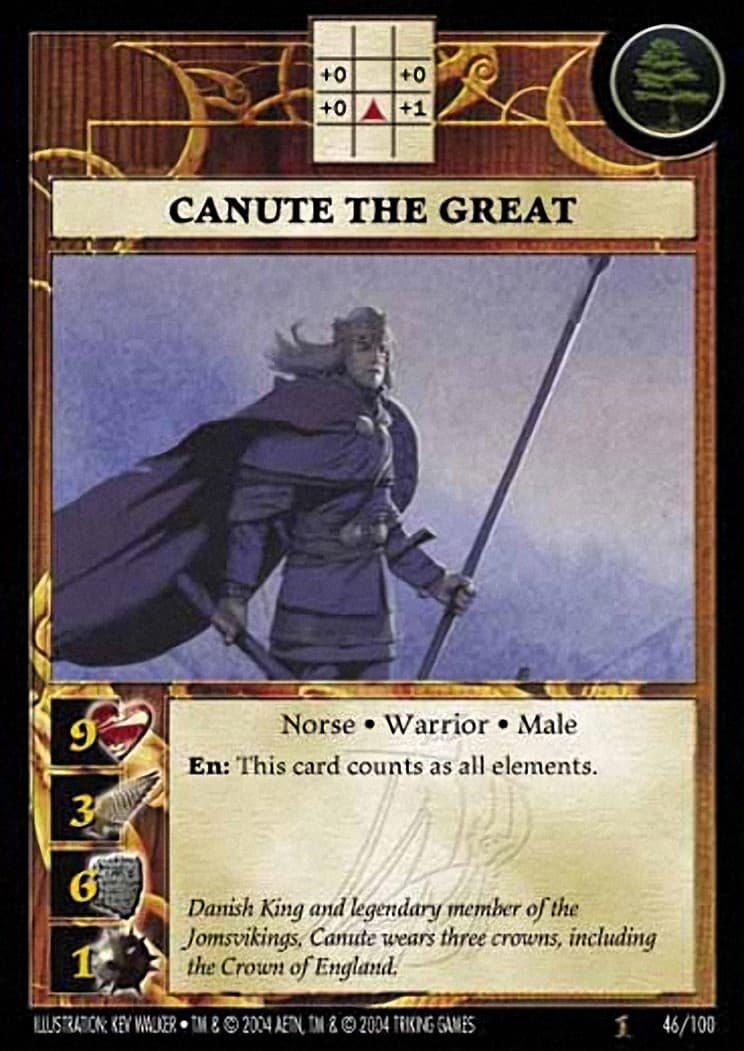 +0 +0
+0 +1
CANUTE THE GREAT
9
3
6
1
Norse • Warrior • Male
En: This card counts as all elements.
Danish King and legendary member of the
Jomsvikings, Canute wears three crowns, including
the Crown of England.
ILLUSTRATION: KEV WALKER • TM & © 2004 AETN, TM & © 2004 TRIKING GAMES
1 46/100